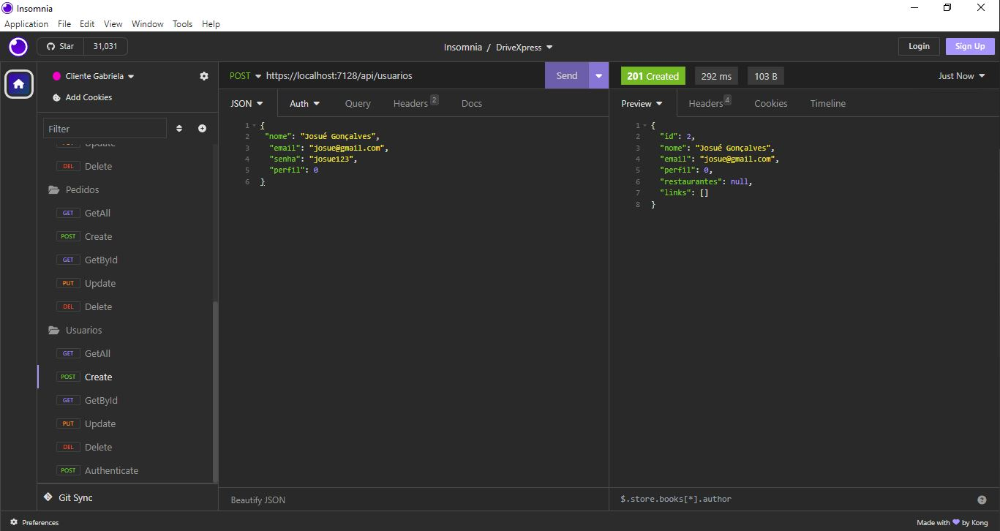 Insomnia
Application File Edit View Window Tools Help
Star 31,031
Insomnia / DriveXpress
Login Sign Up
Cliente Gabriela
Add Cookies
Filter
Update
DEL Delete
Pedidos
GET GetAll
POST Create
GET GetById
PUT Update
DEL Delete
Usuarios
GET GetAll
POST Create
GET GetById
PUT Update
DEL Delete
POST Authenticate
Git Sync
POST https://localhost:7128/api/usuarios Send
JSON Auth Query Headers 2 Docs
1 {
2 "nome": "Josué Gonçalves",
3 "email": "josue@gmail.com",
4 "senha": "josue123",
5 "perfil": 0
6 }
Beautify JSON
201 Created 292 ms 103 B Just Now
Preview Headers 4 Cookies Timeline
1 {
2 "id": 2,
3 "nome": "Josué Gonçalves",
4 "email": "josue@gmail.com",
5 "perfil": 0,
6 "restaurantes": null,
7 "links": []
8 }
$.store.books[*].author
Preferences
Made with by Kong